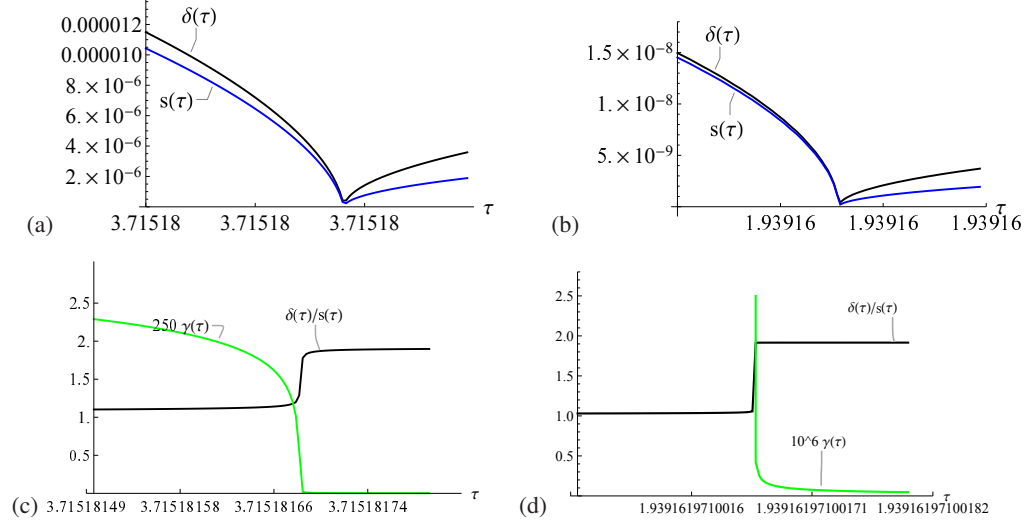 δ(τ)
0.000012
0.000010
8.×10⁻⁶
6.×10⁻⁶
4.×10⁻⁶
2.×10⁻⁶
s(τ)
3.71518 3.71518 3.71518
τ
(a)
δ(τ)
1.5×10⁻⁸
1.×10⁻⁸
5.×10⁻⁹
s(τ)
1.93916 1.93916 1.93916
τ
(b)
2.5
2.0
1.5
1.
0.5
250 γ(τ)
δ(τ)/s(τ)
3.71518149 3.71518158 3.71518166 3.71518174
τ
(c)
2.5
2.0
1.5
1.0
0.5
δ(τ)/s(τ)
10^6 γ(τ)
1.9391619710016 1.93916197100171 1.93916197100182
τ
(d)